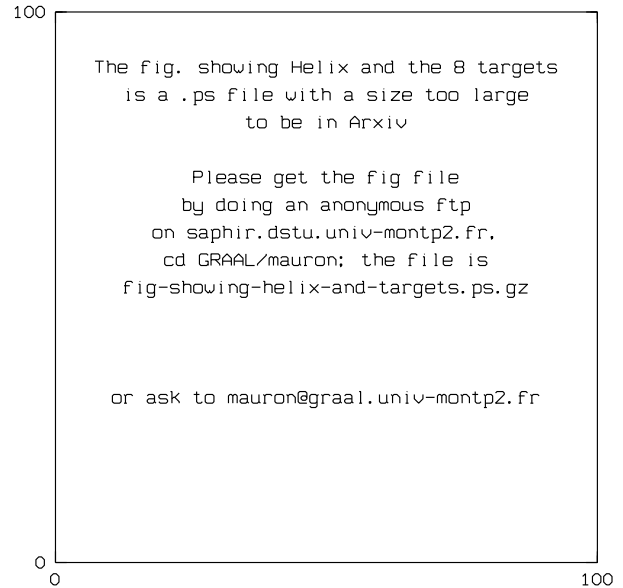 100
The fig. showing Helix and the 8 targets
is a .ps file with a size too large
to be in Arxiv
Please get the fig file
by doing an anonymous ftp
on saphir.dstu.univ-montp2.fr,
cd GRAAL/mauron; the file is
fig-showing-helix-and-targets.ps.gz
or ask to mauron@graal.univ-montp2.fr
0
0 100